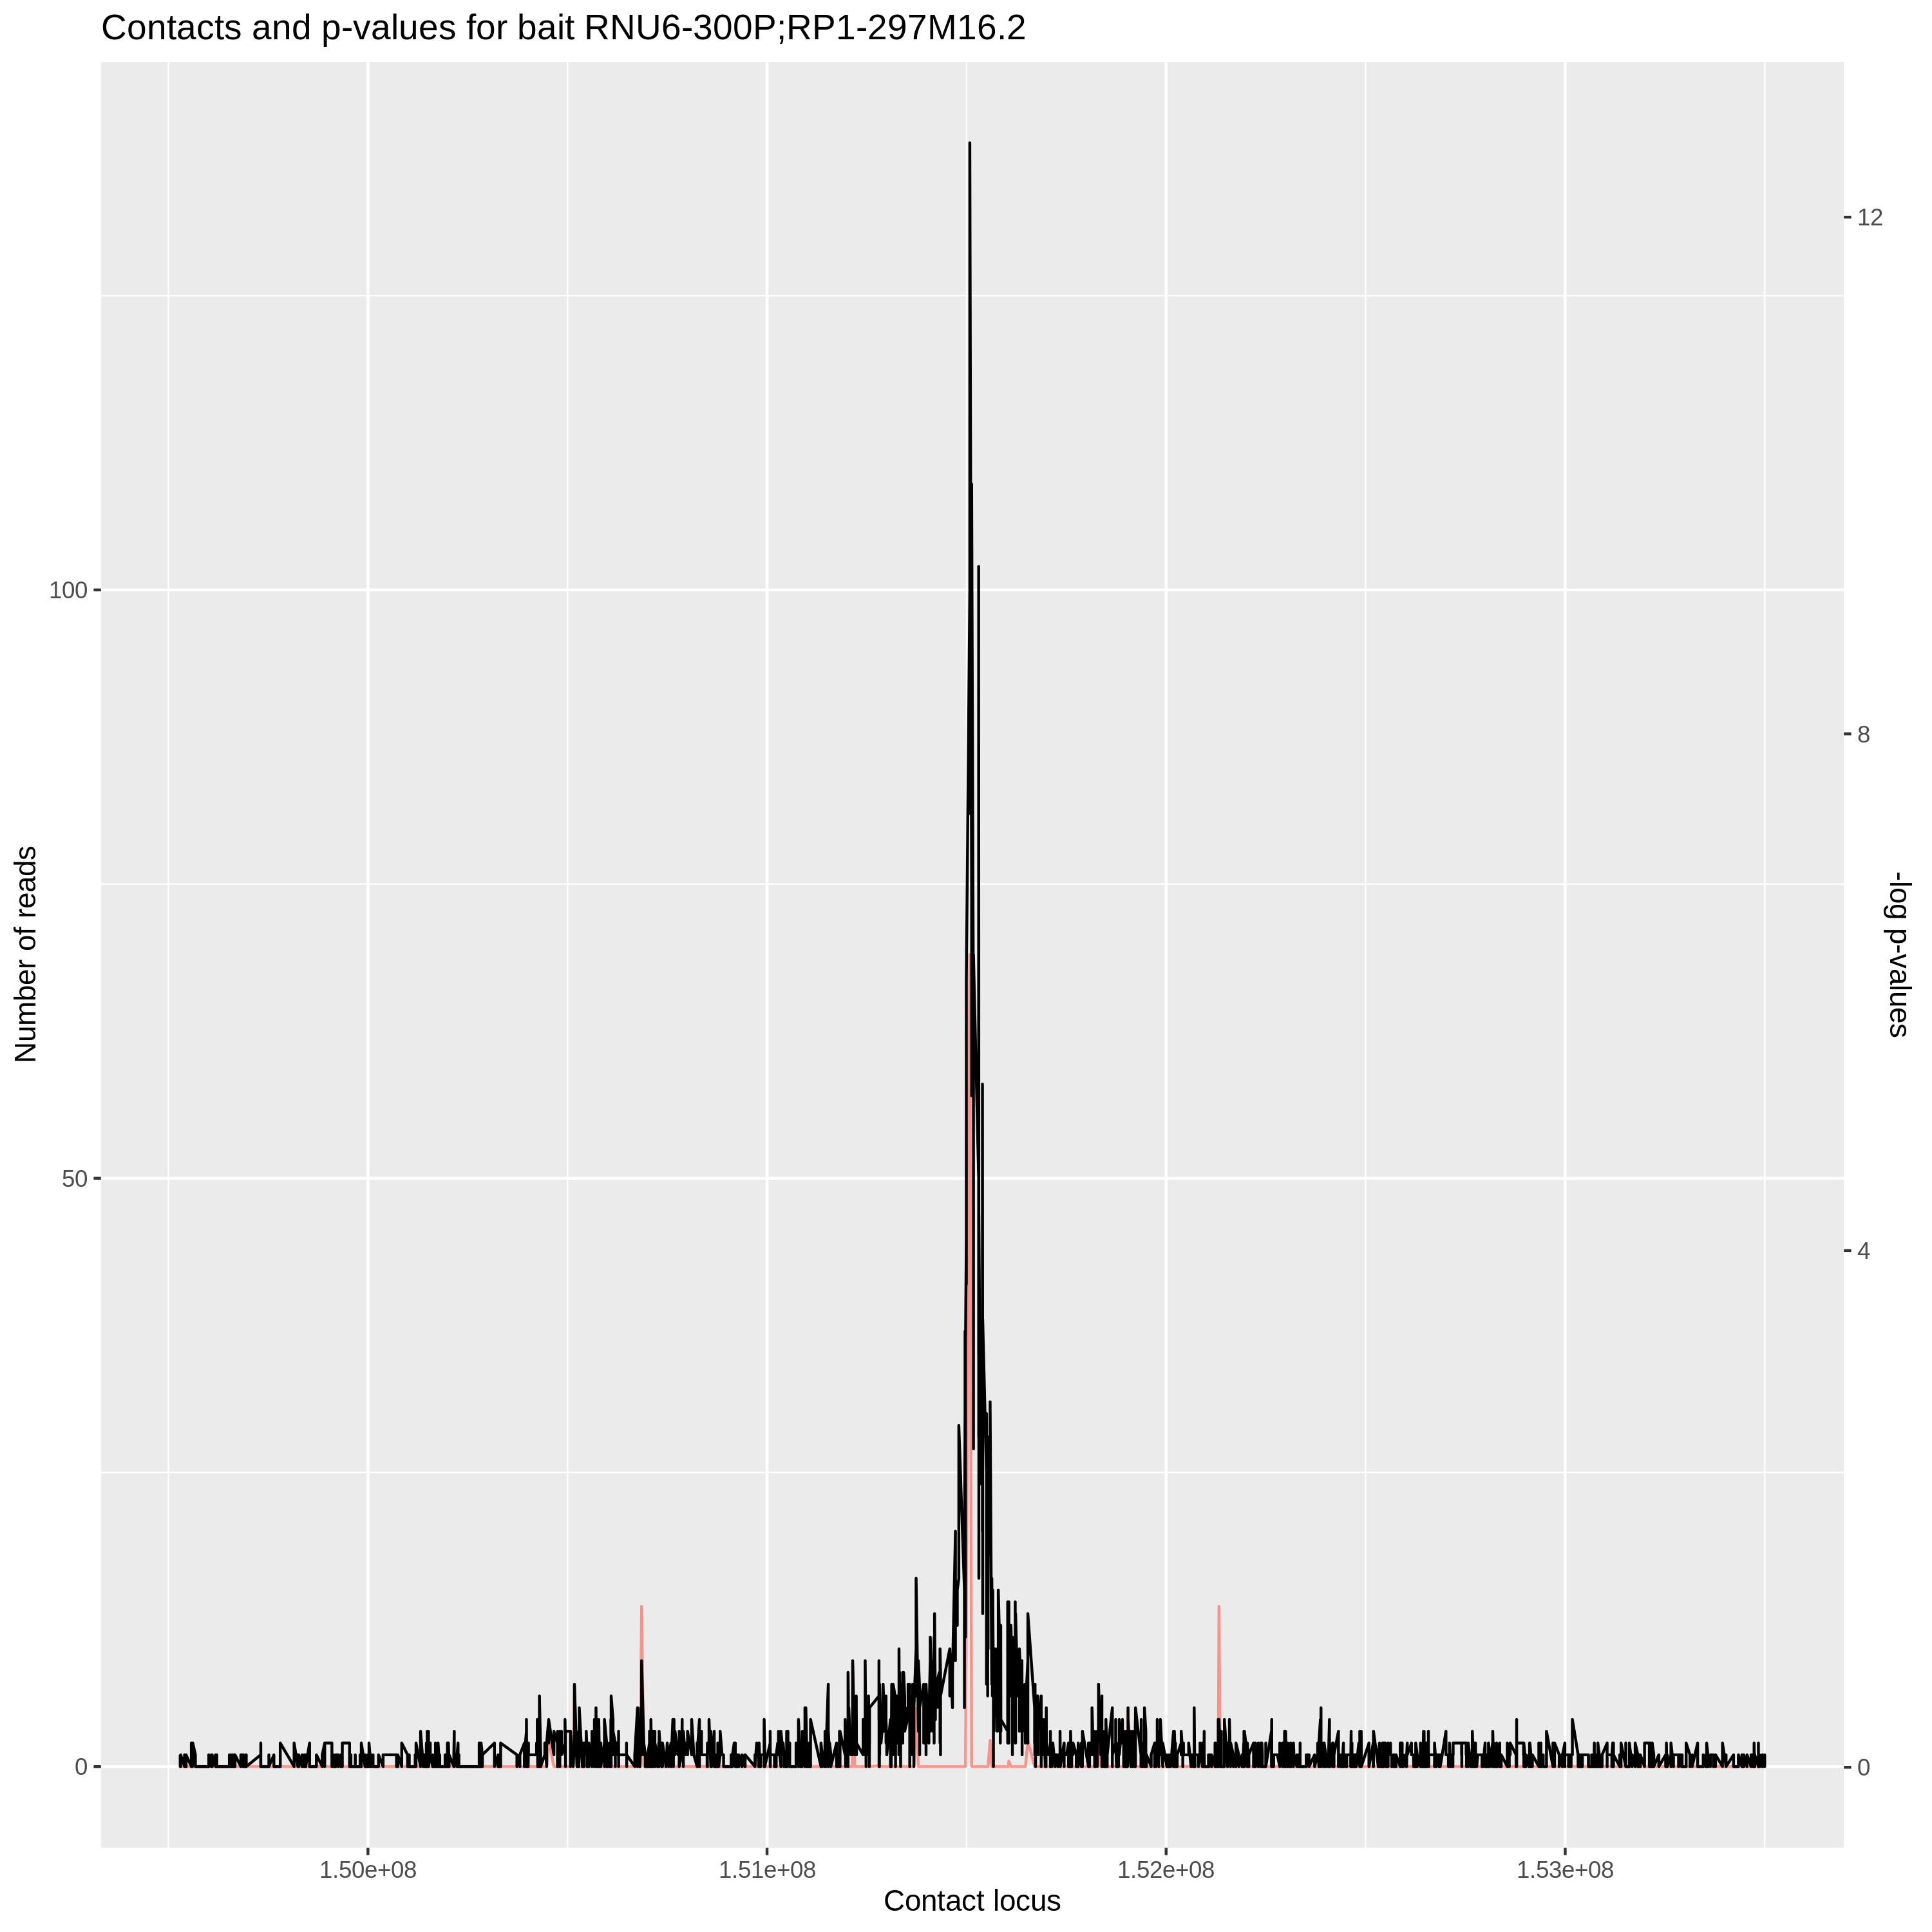 Contacts and p-values for bait RNU6-300P;RP1-297M16.2
12
100
8
Number of reads
-log p-values
50
4
0
0
1.50e+08
1.51e+08
1.52e+08
1.53e+08
Contact locus